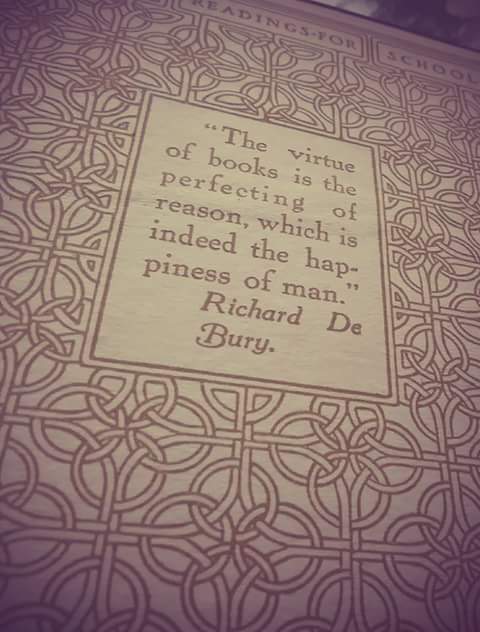 READINGS·FOR SCHOOL
“The virtue
of books is the
perfecting of
reason, which is
indeed the hap-
piness of man.”
Richard De
Bury.